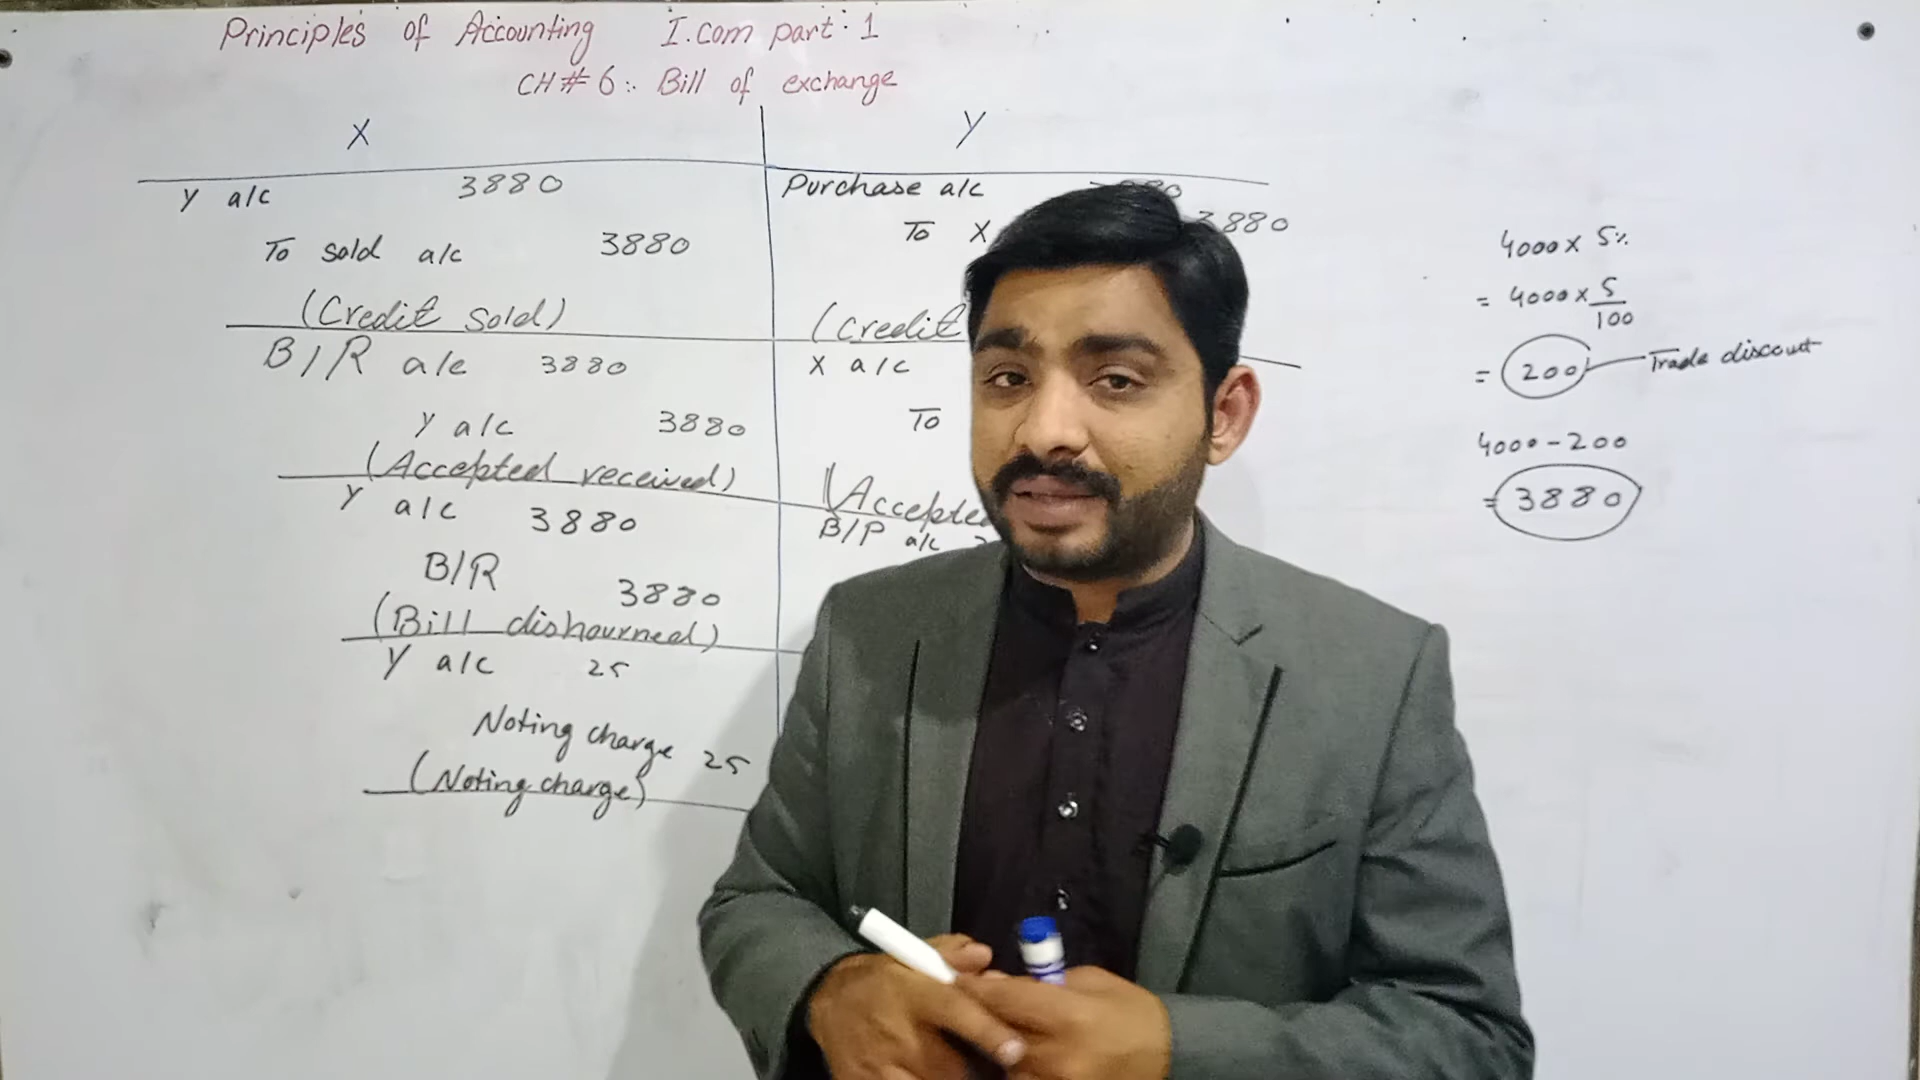 Principles of Accounting I.com part:1
CH#6:. Bill of exchange
X
Y a/c 3880
To sold a/c 3880
(Credit sold)
B/R a/c 3880
Y a/c 3880
(Accepted received)
Y a/c 3880
B/R 3880
(Bill dishourned)
Y a/c 25
Noting charge 25
(Noting charge)
Y
Purchase a/c
To X 3880
(credit
X a/c
To
(Accepted
B/P a/c
4000 x 5%
= 4000 x 5/100
= 200 Trade discout
4000-200
= 3880